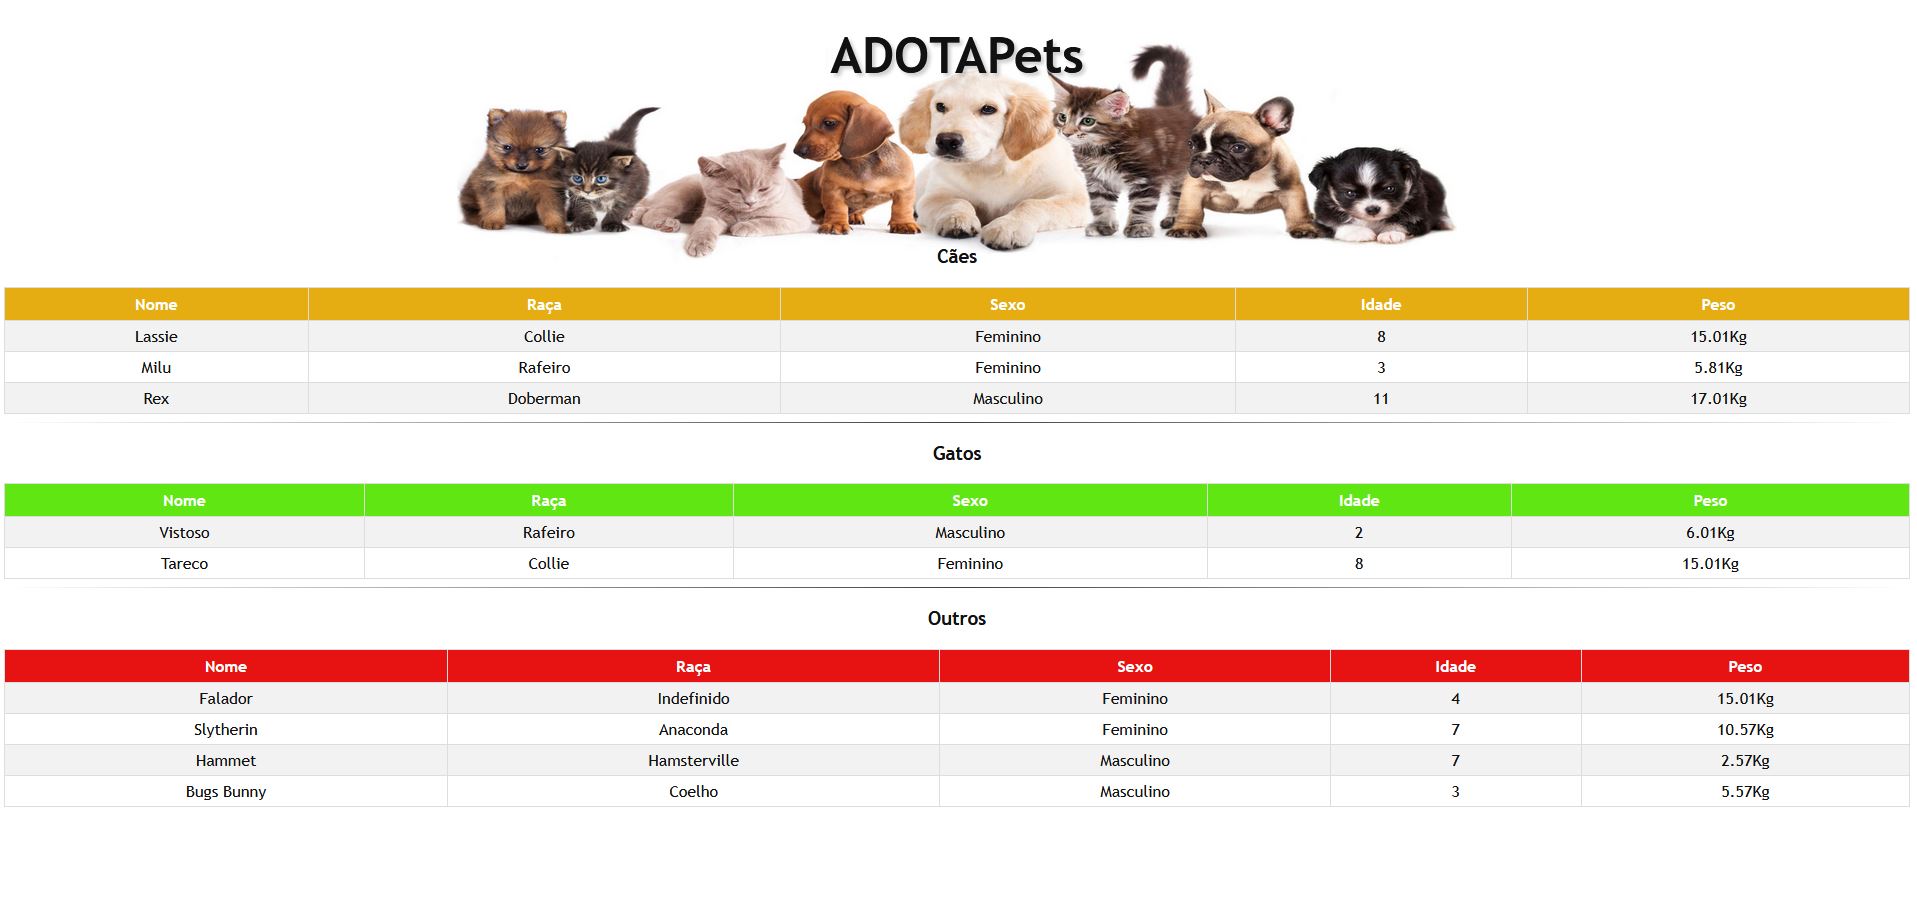 ADOTAPets
Cães
Nome Raça Sexo Idade Peso
Lassie Collie Feminino 8 15.01Kg
Milu Rafeiro Feminino 3 5.81Kg
Rex Doberman Masculino 11 17.01Kg
Gatos
Nome Raça Sexo Idade Peso
Vistoso Rafeiro Masculino 2 6.01Kg
Tareco Collie Feminino 8 15.01Kg
Outros
Nome Raça Sexo Idade Peso
Falador Indefinido Feminino 4 15.01Kg
Slytherin Anaconda Feminino 7 10.57Kg
Hammet Hamsterville Masculino 7 2.57Kg
Bugs Bunny Coelho Masculino 3 5.57Kg